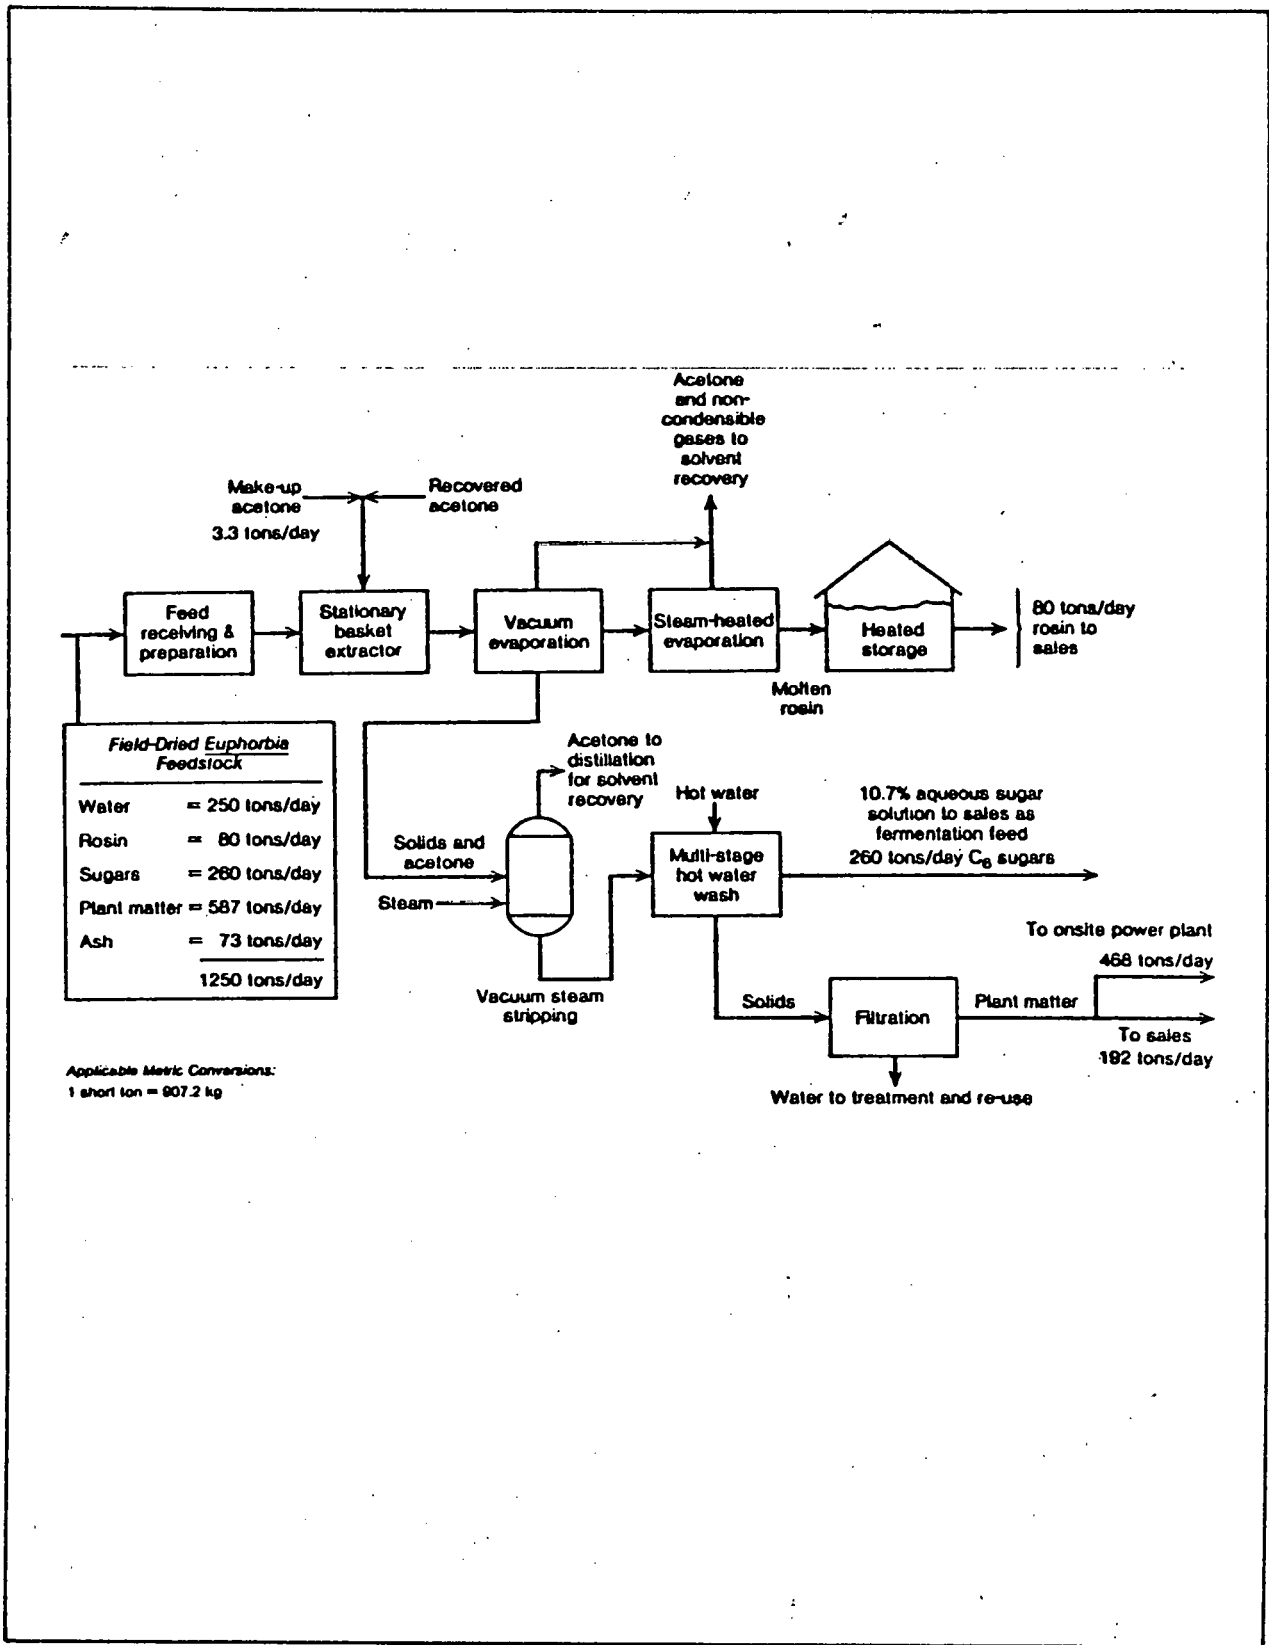 Acetone
and non-
condensible
gases to
solvent
recovery
Make-up
acetone
3.3 tons/day
Recovered
acetone
Feed
receiving &
preparation
Stationary
basket
extractor
Vacuum
evaporation
Steam-heated
evaporation
Heated
storage
80 tons/day
rosin to
sales
Molten
rosin
Field-Dried Euphorbia
Feedstock
Water = 250 tons/day
Rosin = 80 tons/day
Sugars = 260 tons/day
Plant matter = 587 tons/day
Ash = 73 tons/day
1250 tons/day
Acetone to
distillation
for solvent
recovery
Solids and
acetone
Steam
Vacuum steam
stripping
Hot water
Multi-stage
hot water
wash
10.7% aqueous sugar
solution to sales as
fermentation feed
260 tons/day C₆ sugars
To onsite power plant
468 tons/day
Solids
Filtration
Plant matter
To sales
192 tons/day
Water to treatment and re-use
Applicable Metric Conversions:
1 short ton = 907.2 kg